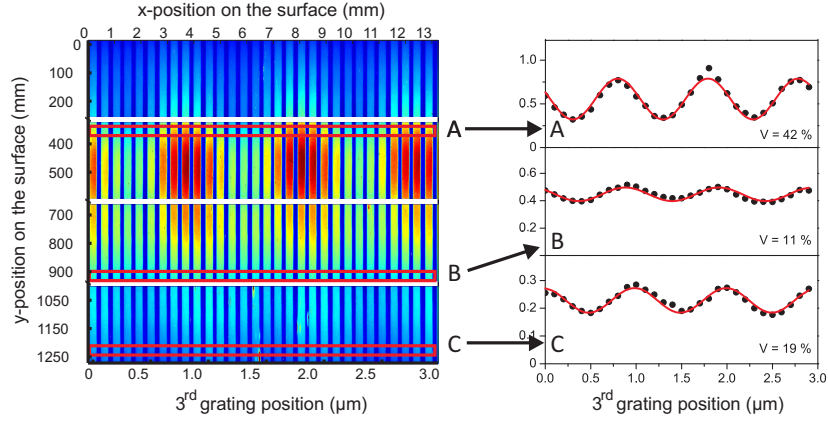 x-position on the surface (mm)
0 1 2 3 4 5 6 7 8 9 10 11 12 13
y-position on the surface (mm)
0
100
200
400
500
700
800
900
1050
1150
1250
0 0.5 1.0 1.5 2.0 2.5 3.0
3rd grating position (µm)
A
B
C
1.0
0.5
0
A
V = 42 %
0.6
0.4
0.2
B
V = 11 %
0.3
0.2
0.1
0
C
V = 19 %
0.0 0.5 1.0 1.5 2.0 2.5 3.0
3rd grating position (µm)